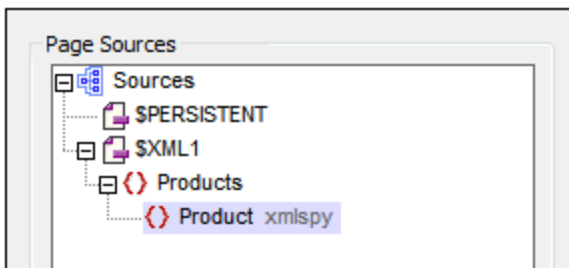 Page Sources
Sources
$PERSISTENT
$XML1
Products
Product xmlspy